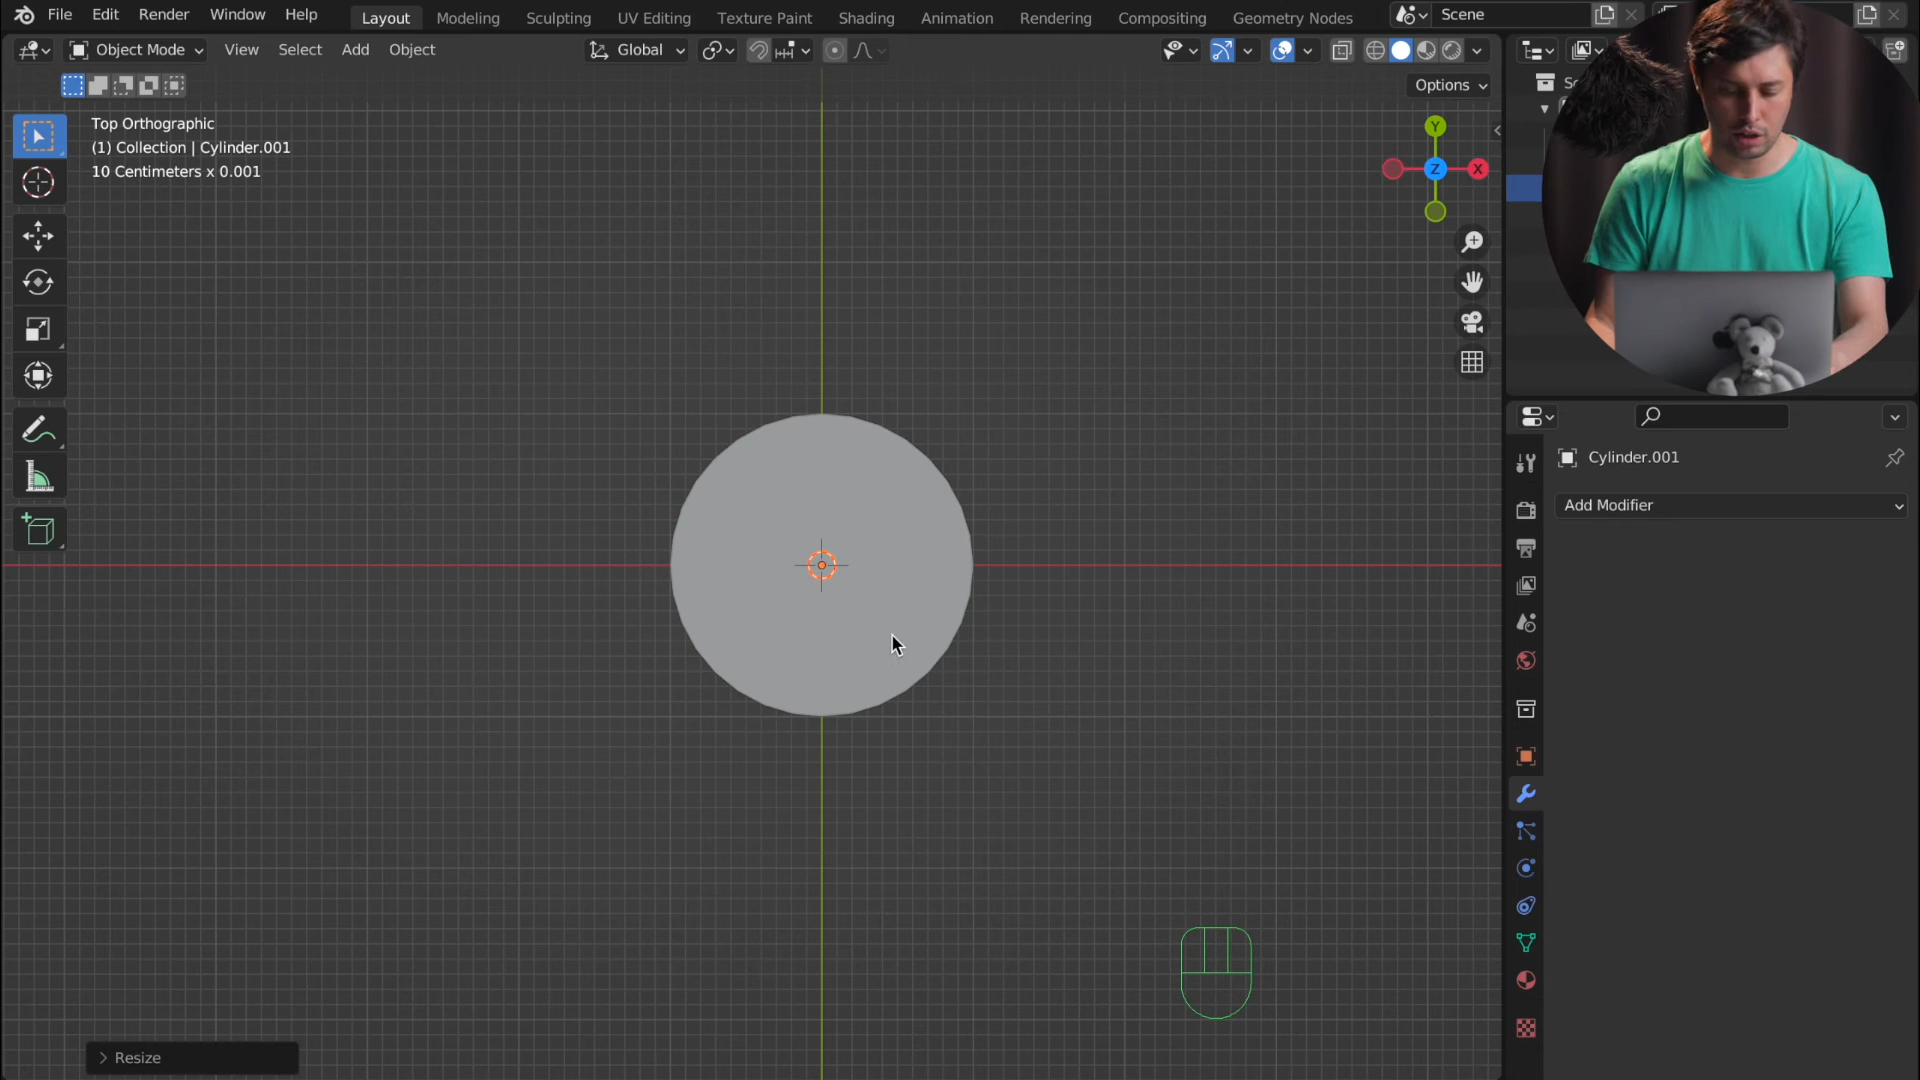 File Edit Render Window Help Layout Modeling Sculpting UV Editing Texture Paint Shading Animation Rendering Compositing Geometry Nodes Scene
Object Mode View Select Add Object Global
Options
Top Orthographic
(1) Collection | Cylinder.001
10 Centimeters x 0.001
Y
Z
X
Cylinder.001
Add Modifier
Resize